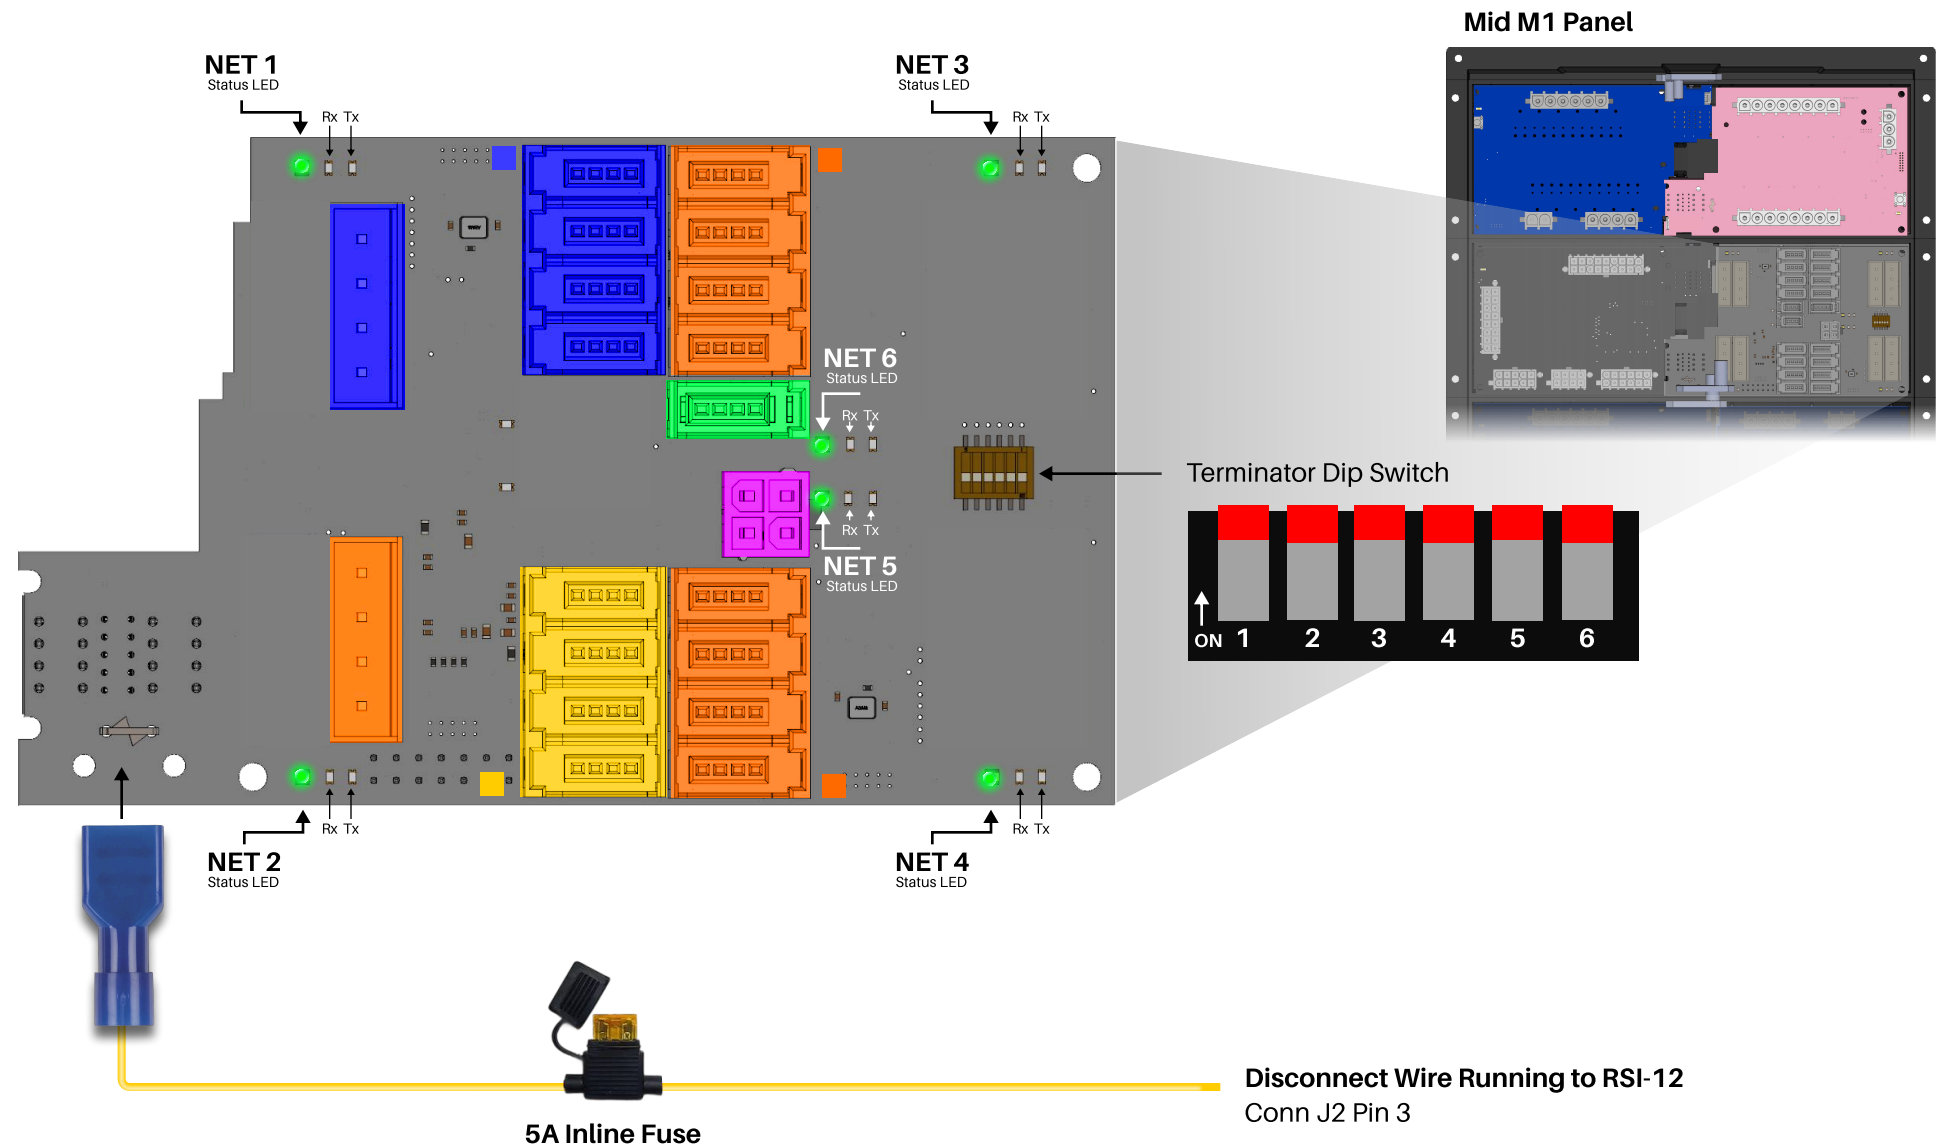 Mid M1 Panel
NET 1
Status LED
Rx Tx
NET 3
Status LED
Rx Tx
NET 6
Status LED
Rx Tx
Terminator Dip Switch
Rx Tx
NET 5
Status LED
ON 1 2 3 4 5 6
Rx Tx
NET 2
Status LED
Rx Tx
NET 4
Status LED
Disconnect Wire Running to RSI-12
Conn J2 Pin 3
5A Inline Fuse